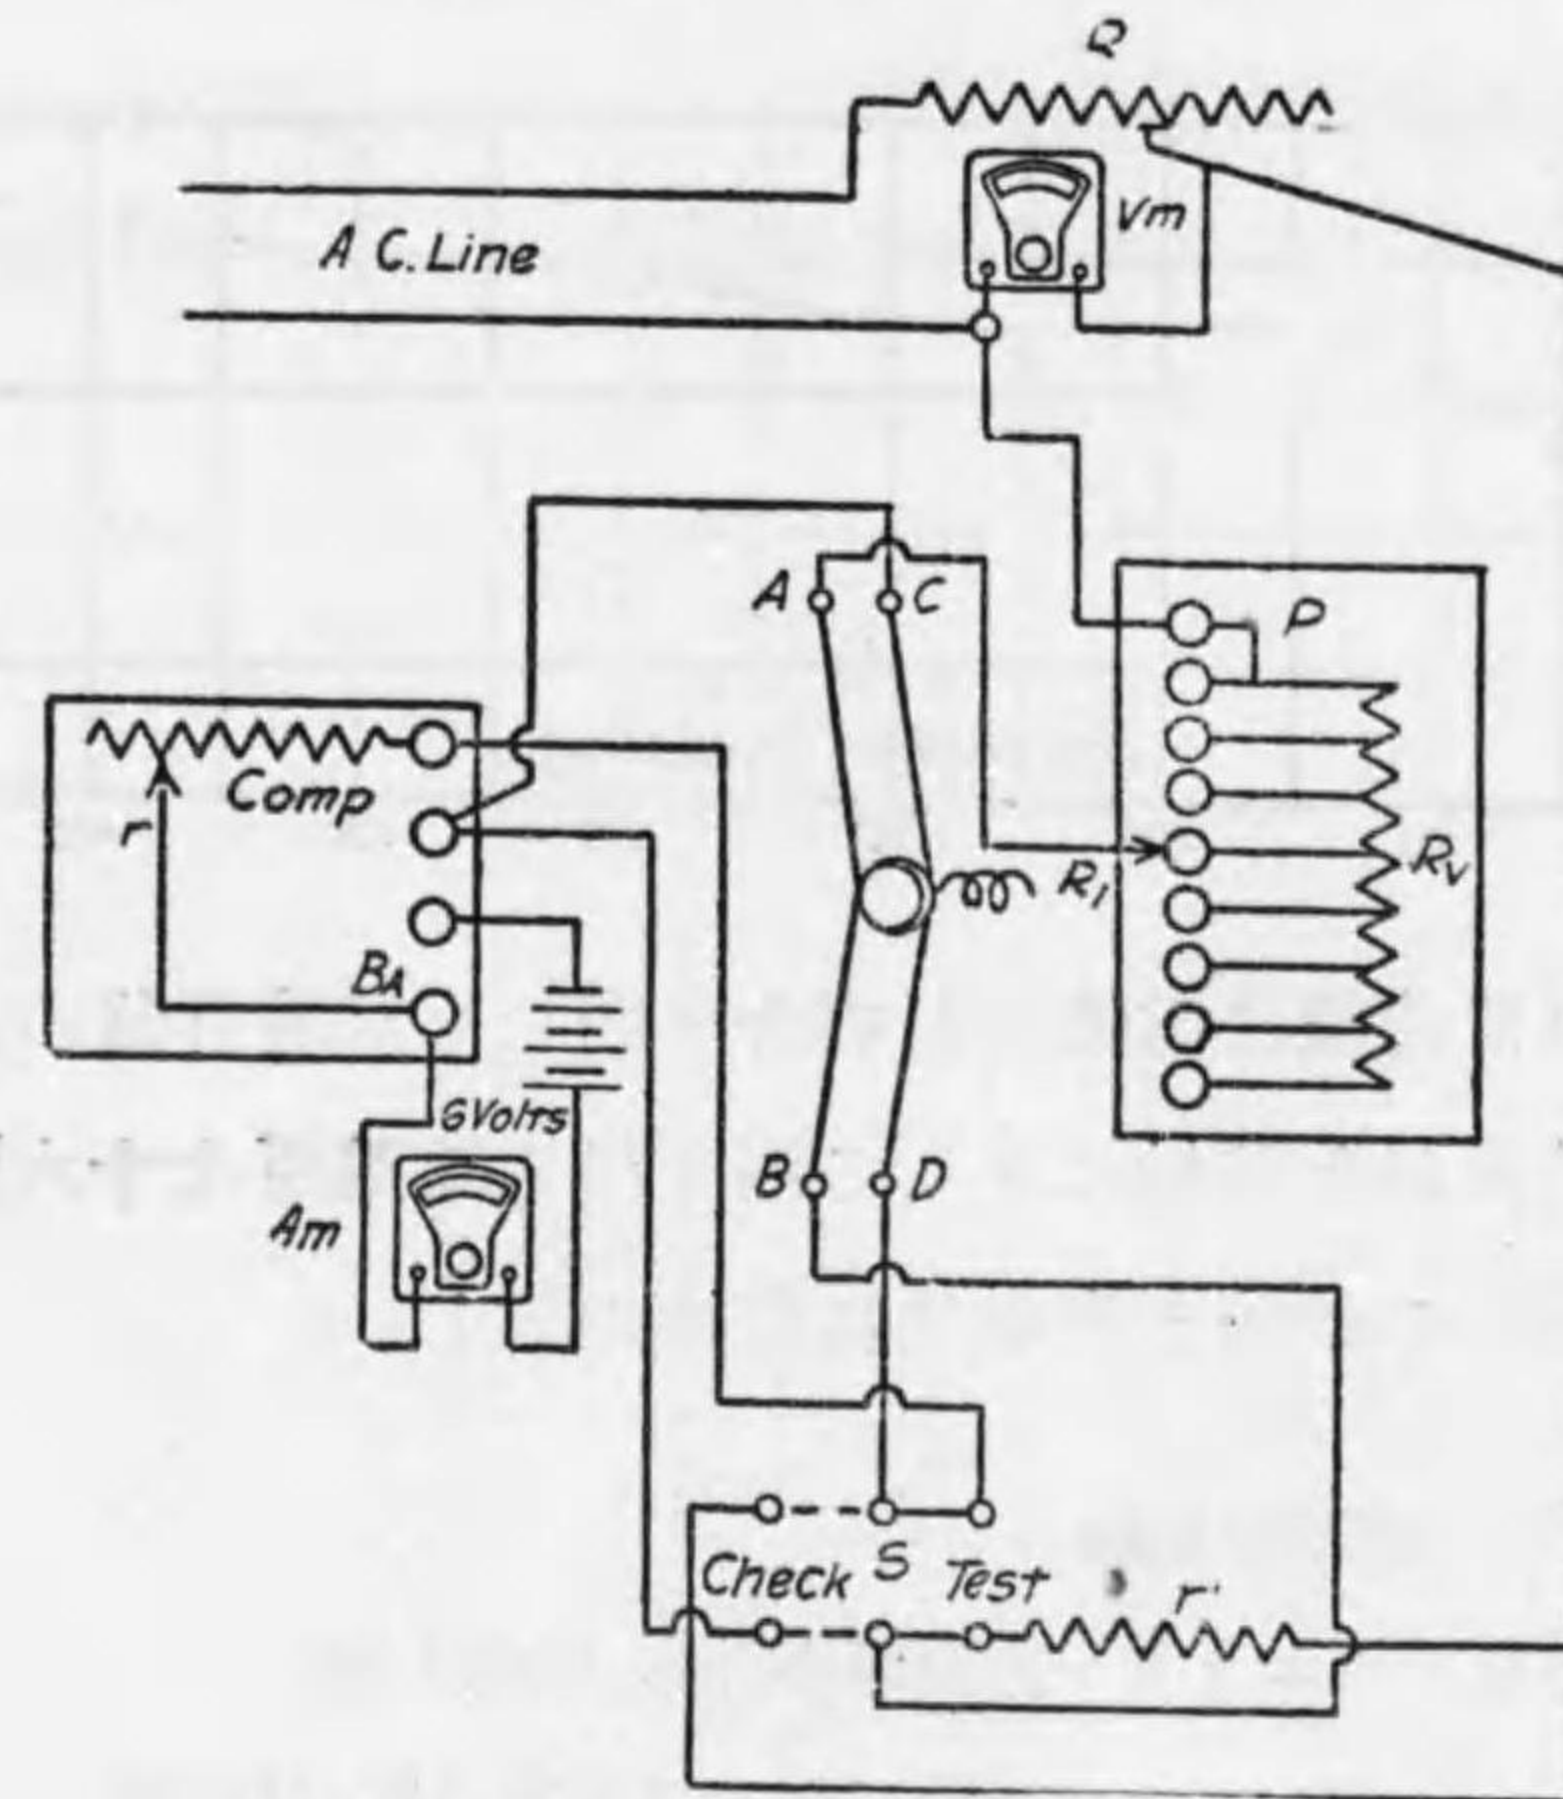 R
Vm
A C. Line
A C
P
Comp
r
R1
Rv
BA
6 Volts
B D
Am
Check S Test r'